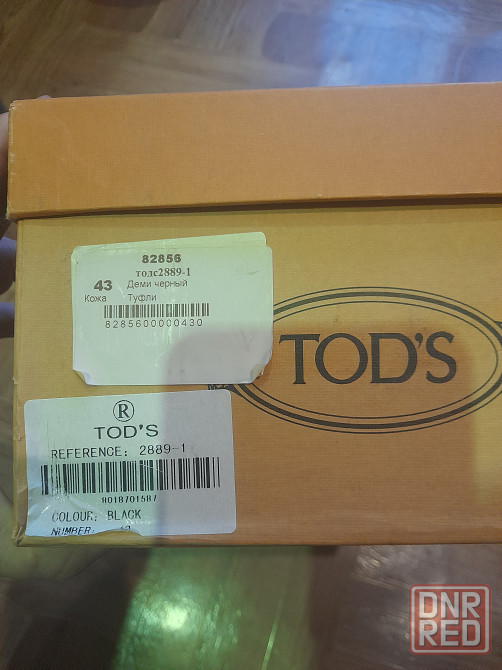 82856
тодс2889-1
43 Деми черный
Кожа Туфли
8285600000430
TOD'S
®
TOD'S
REFERENCE: 2889-1
8018701587
COLOUR: BLACK
NUMBER:
DNR
RED